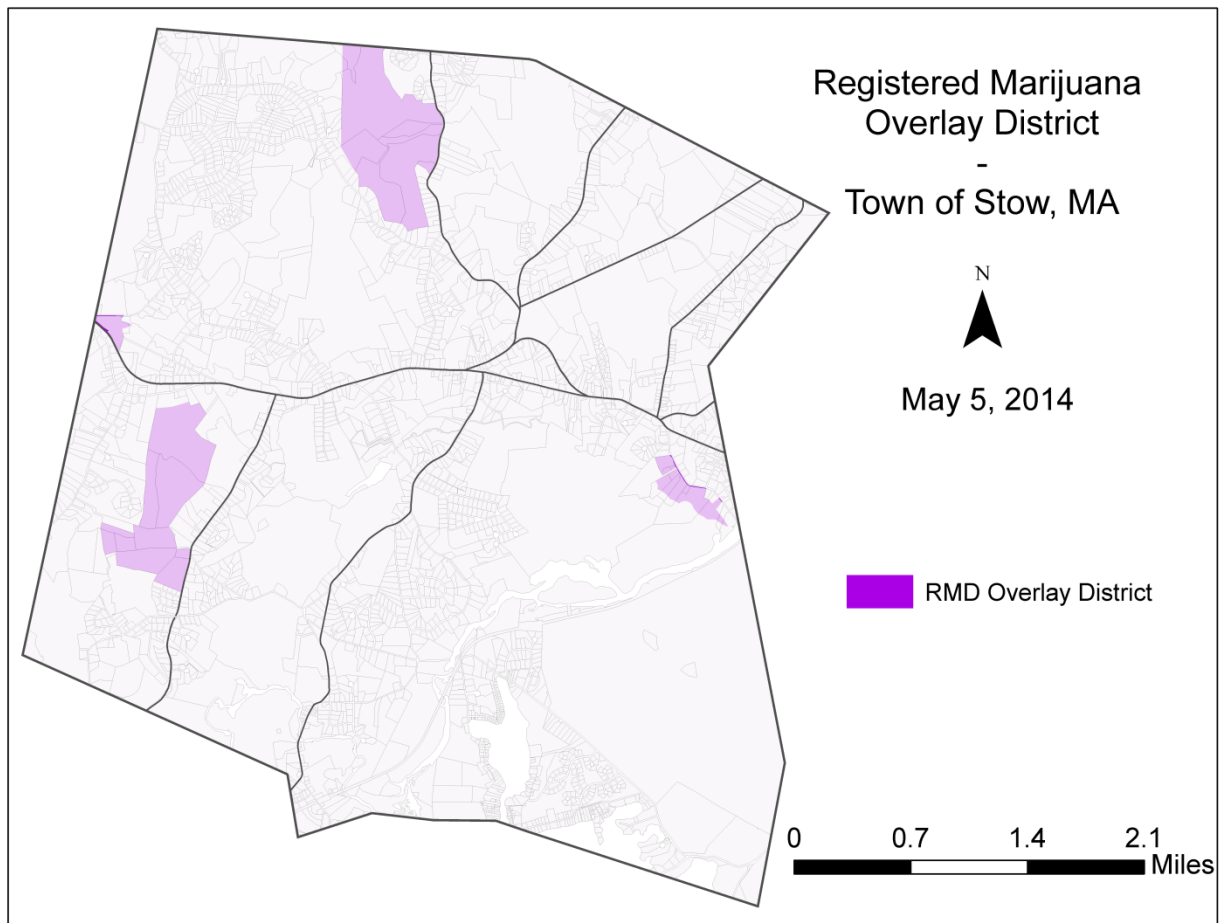 Registered Marijuana
Overlay District
-
Town of Stow, MA
N
May 5, 2014
RMD Overlay District
0 0.7 1.4 2.1
Miles